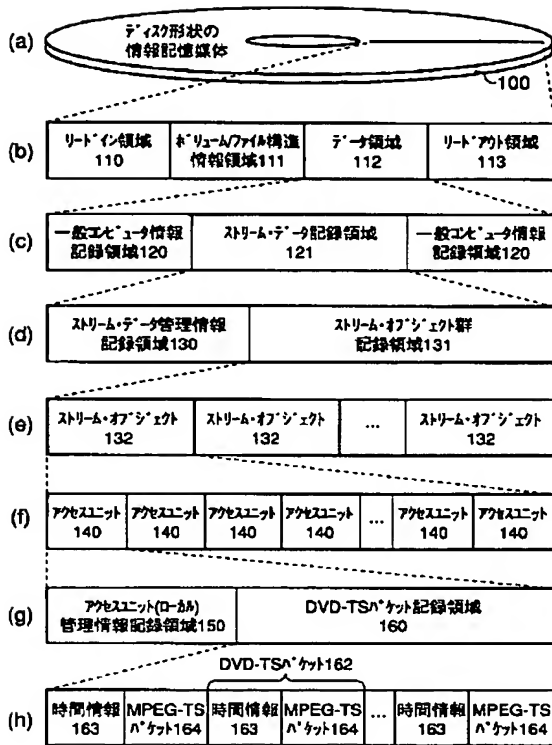 (a)
ディスク形状の
情報記憶媒体
100
(b)
リードイン領域
110
ボリューム/ファイル構造
情報領域111
データ領域
112
リードアウト領域
113
(c)
一般コンピュータ情報
記録領域120
ストリーム・データ記録領域
121
一般コンピュータ情報
記録領域120
(d)
ストリーム・データ管理情報
記録領域130
ストリーム・オブジェクト群
記録領域131
(e)
ストリーム・オブジェクト
132
ストリーム・オブジェクト
132
...
ストリーム・オブジェクト
132
(f)
アクセスユニット
140
アクセスユニット
140
アクセスユニット
140
アクセスユニット
140
...
アクセスユニット
140
アクセスユニット
140
(g)
アクセスユニット(ローカル)
管理情報記録領域150
DVD-TSパケット記録領域
160
DVD-TSパケット162
(h)
時間情報
163
MPEG-TS
パケット164
時間情報
163
MPEG-TS
パケット164
...
時間情報
163
MPEG-TS
パケット164